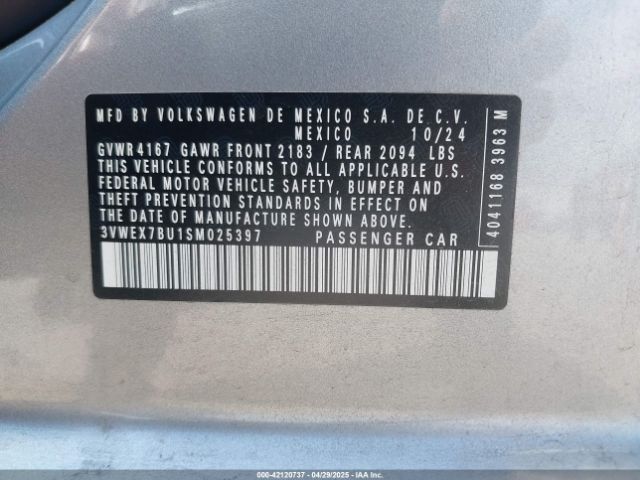 MFD BY VOLKSWAGEN DE MEXICO S.A. DE C.V.
MEXICO 10/24
GVWR 4167 GAWR FRONT 2183 / REAR 2094 LBS
THIS VEHICLE CONFORMS TO ALL APPLICABLE U.S.
FEDERAL MOTOR VEHICLE SAFETY, BUMPER AND
THEFT PREVENTION STANDARDS IN EFFECT ON
THE DATE OF MANUFACTURE SHOWN ABOVE.
3VWEX7BU1SM025397 PASSENGER CAR
4041168 3963 M
000-42120737 04/29/2025 IAA Inc.